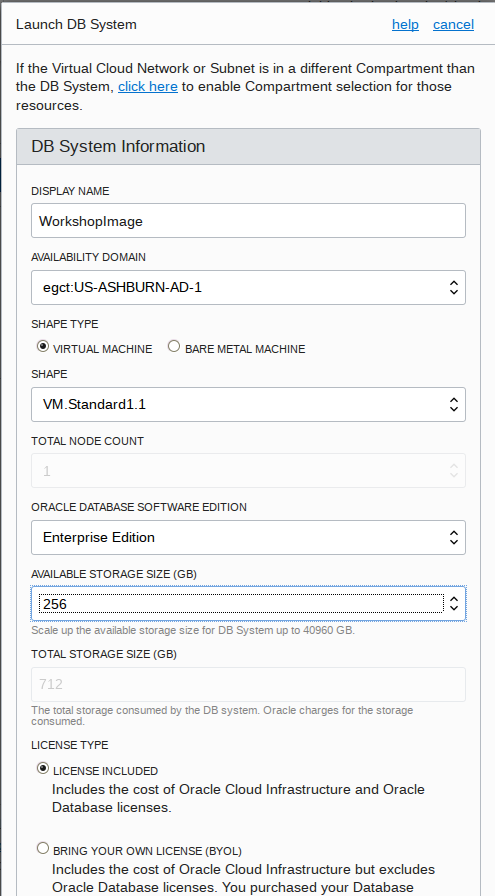 Launch DB System help cancel
If the Virtual Cloud Network or Subnet is in a different Compartment than
the DB System, click here to enable Compartment selection for those
resources.
DB System Information
DISPLAY NAME
WorkshopImage
AVAILABILITY DOMAIN
egct:US-ASHBURN-AD-1
SHAPE TYPE
VIRTUAL MACHINE BARE METAL MACHINE
SHAPE
VM.Standard1.1
TOTAL NODE COUNT
1
ORACLE DATABASE SOFTWARE EDITION
Enterprise Edition
AVAILABLE STORAGE SIZE (GB)
256
Scale up the available storage size for DB System up to 40960 GB.
TOTAL STORAGE SIZE (GB)
712
The total storage consumed by the DB system. Oracle charges for the storage
consumed.
LICENSE TYPE
LICENSE INCLUDED
Includes the cost of Oracle Cloud Infrastructure and Oracle
Database licenses.
BRING YOUR OWN LICENSE (BYOL)
Includes the cost of Oracle Cloud Infrastructure but excludes
Oracle Database licenses. You purchased your Database